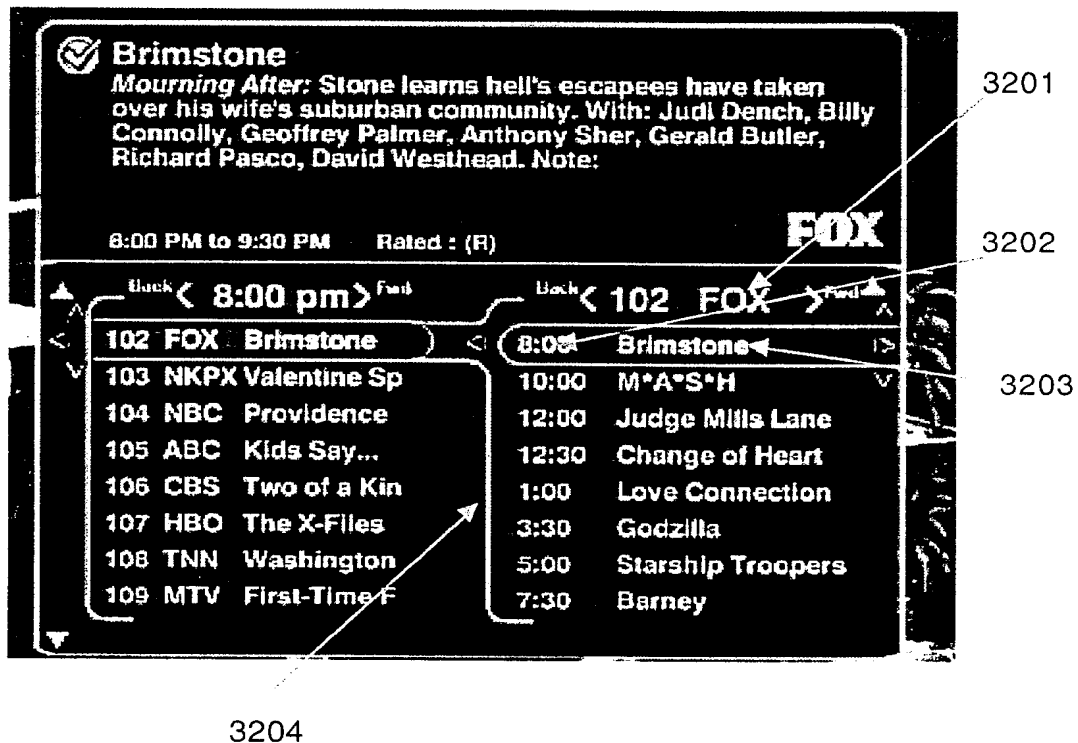 Brimstone
Mourning After: Stone learns hell's escapees have taken
over his wife's suburban community. With: Judi Dench, Billy
Connolly, Geoffrey Palmer, Anthony Sher, Gerald Butler,
Richard Pasco, David Westhead. Note:
8:00 PM to 9:30 PM Rated : (R)
FOX
Back < 8:00 pm > Fwd
102 FOX Brimstone
103 NKPX Valentine Sp
104 NBC Providence
105 ABC Kids Say...
106 CBS Two of a Kin
107 HBO The X-Files
108 TNN Washington
109 MTV First-Time F
Back < 102 FOX > Fwd
8:00 Brimstone
10:00 M*A*S*H
12:00 Judge Mills Lane
12:30 Change of Heart
1:00 Love Connection
3:30 Godzilla
5:00 Starship Troopers
7:30 Barney
3201
3202
3203
3204